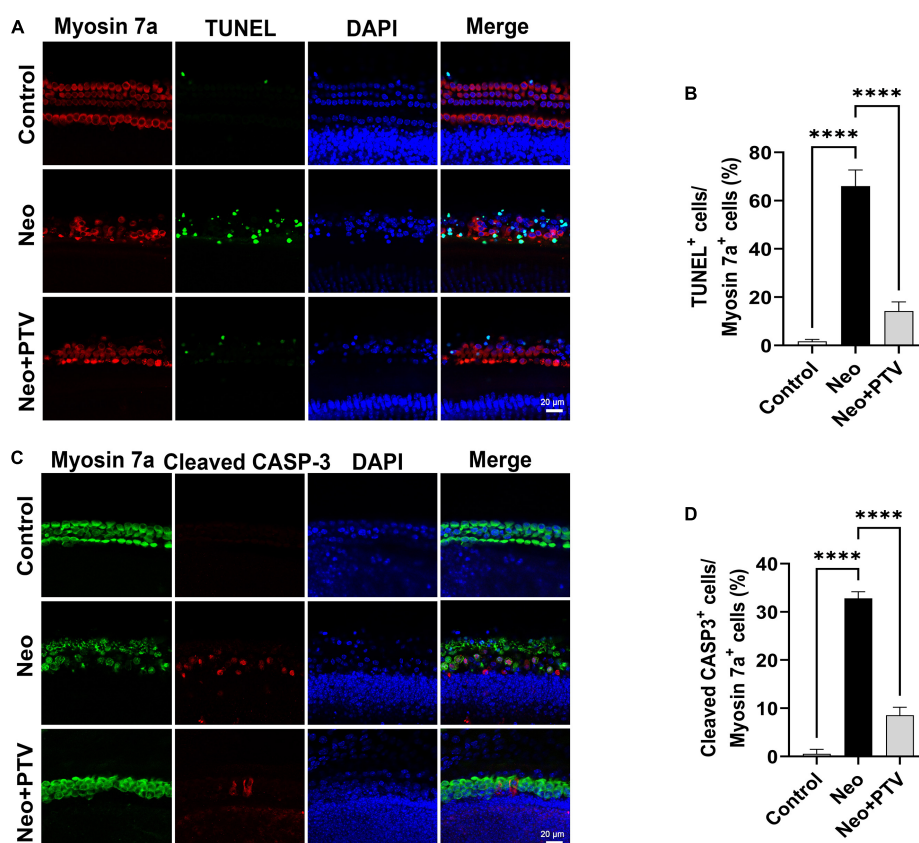 A
Myosin 7a TUNEL DAPI Merge
Control
Neo
Neo+PTV
20 µm
B
TUNEL+ cells/
Myosin 7a+ cells (%)
80
60
40
20
0
****
****
Control
Neo
Neo+PTV
C
Myosin 7a Cleaved CASP-3 DAPI Merge
Control
Neo
Neo+PTV
20 µm
D
Cleaved CASP3+ cells/
Myosin 7a+ cells (%)
40
30
20
10
0
****
****
Control
Neo
Neo+PTV